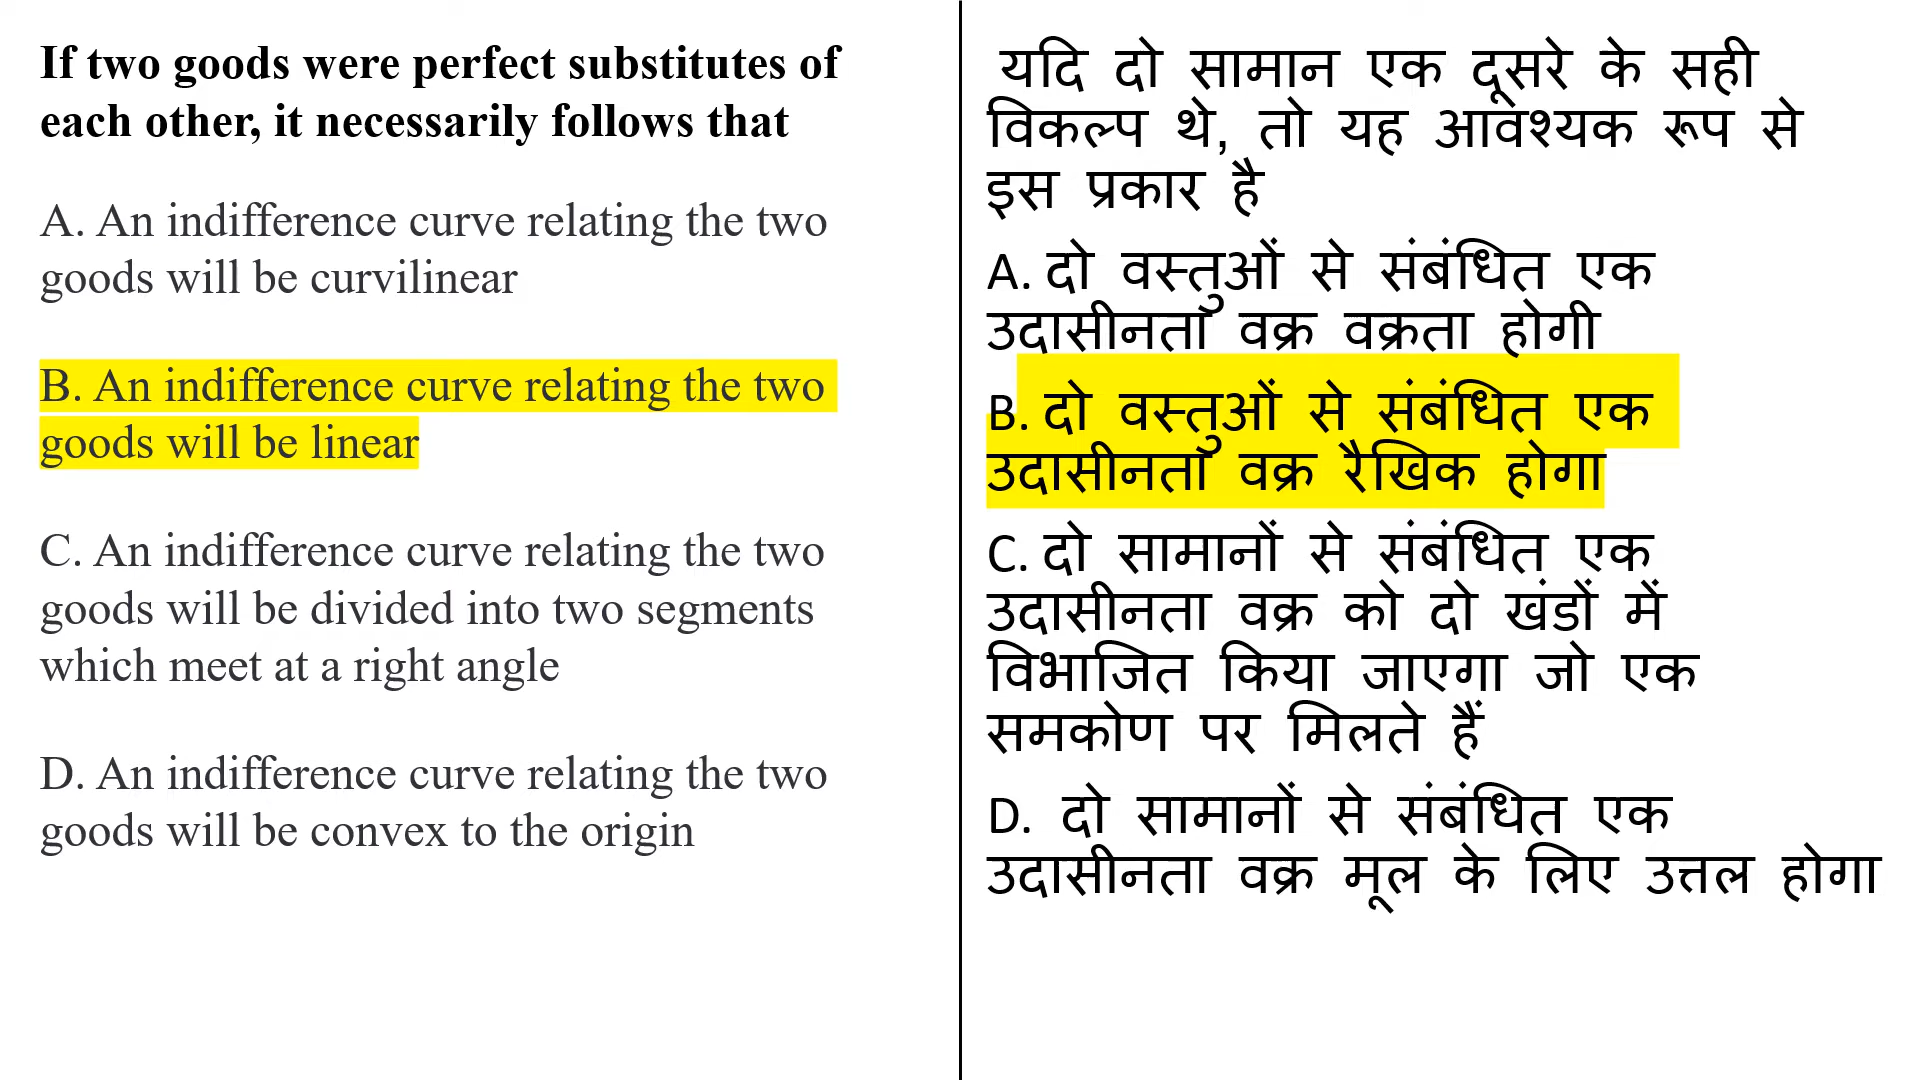 If two goods were perfect substitutes of
each other, it necessarily follows that
A. An indifference curve relating the two
goods will be curvilinear
B. An indifference curve relating the two
goods will be linear
C. An indifference curve relating the two
goods will be divided into two segments
which meet at a right angle
D. An indifference curve relating the two
goods will be convex to the origin
यदि दो सामान एक दूसरे के सही
विकल्प थे, तो यह आवश्यक रूप से
इस प्रकार है
A. दो वस्तुओं से संबंधित एक
उदासीनता वक्र वक्रता होगी
B. दो वस्तुओं से संबंधित एक
उदासीनता वक्र रैखिक होगा
C. दो सामानों से संबंधित एक
उदासीनता वक्र को दो खंडों में
विभाजित किया जाएगा जो एक
समकोण पर मिलते हैं
D. दो सामानों से संबंधित एक
उदासीनता वक्र मूल के लिए उत्तल होगा